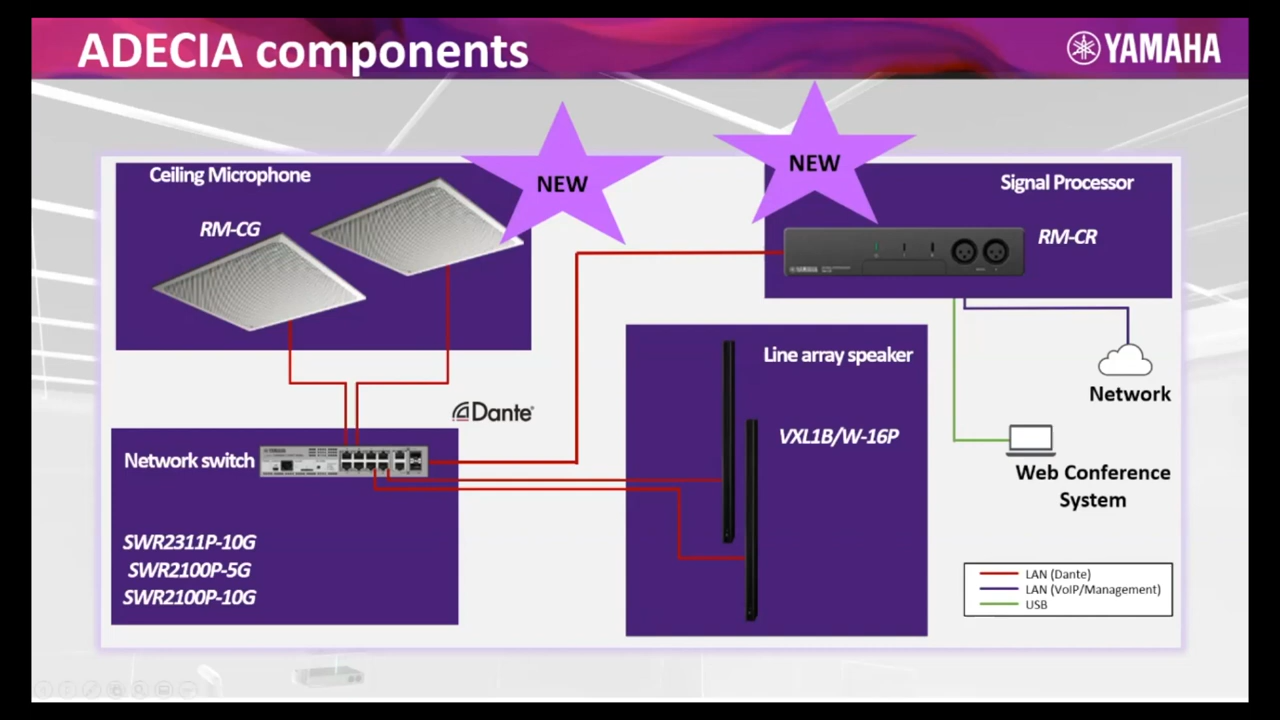 ADECIA components
YAMAHA
NEW
NEW
Ceiling Microphone
RM-CG
Signal Processor
RM-CR
Line array speaker
VXL1B/W-16P
Network
Dante®
Network switch
Web Conference
System
SWR2311P-10G
SWR2100P-5G
SWR2100P-10G
LAN (Dante)
LAN (VoIP/Management)
USB